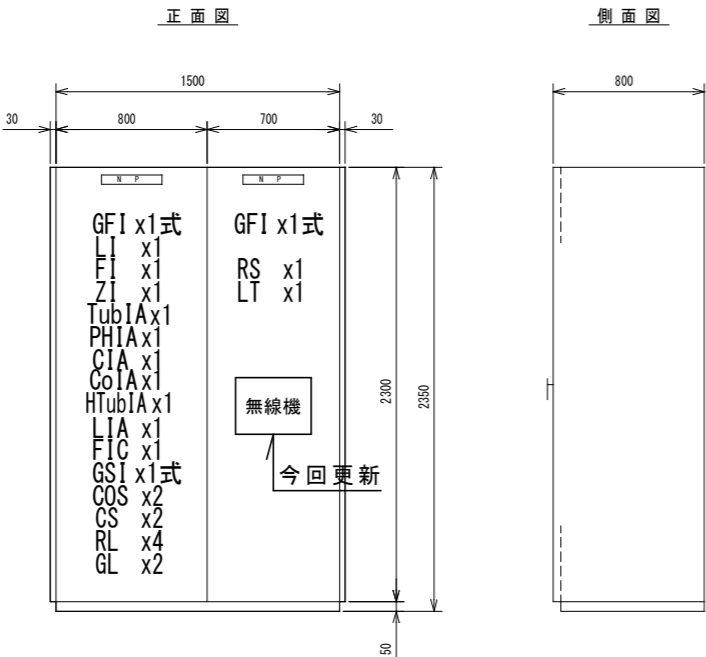 正面図
側面図
1500
800
30
800
700
30
N P
N P
GFI x1式
LI x1
FI x1
ZI x1
TubIAx1
PHIAx1
CIA x1
CoIAx1
HTubIAx1
LIA x1
FIC x1
GSI x1式
COS x2
CS x2
RL x4
GL x2
GFI x1式
RS x1
LT x1
無線機
今回更新
2300
2350
50